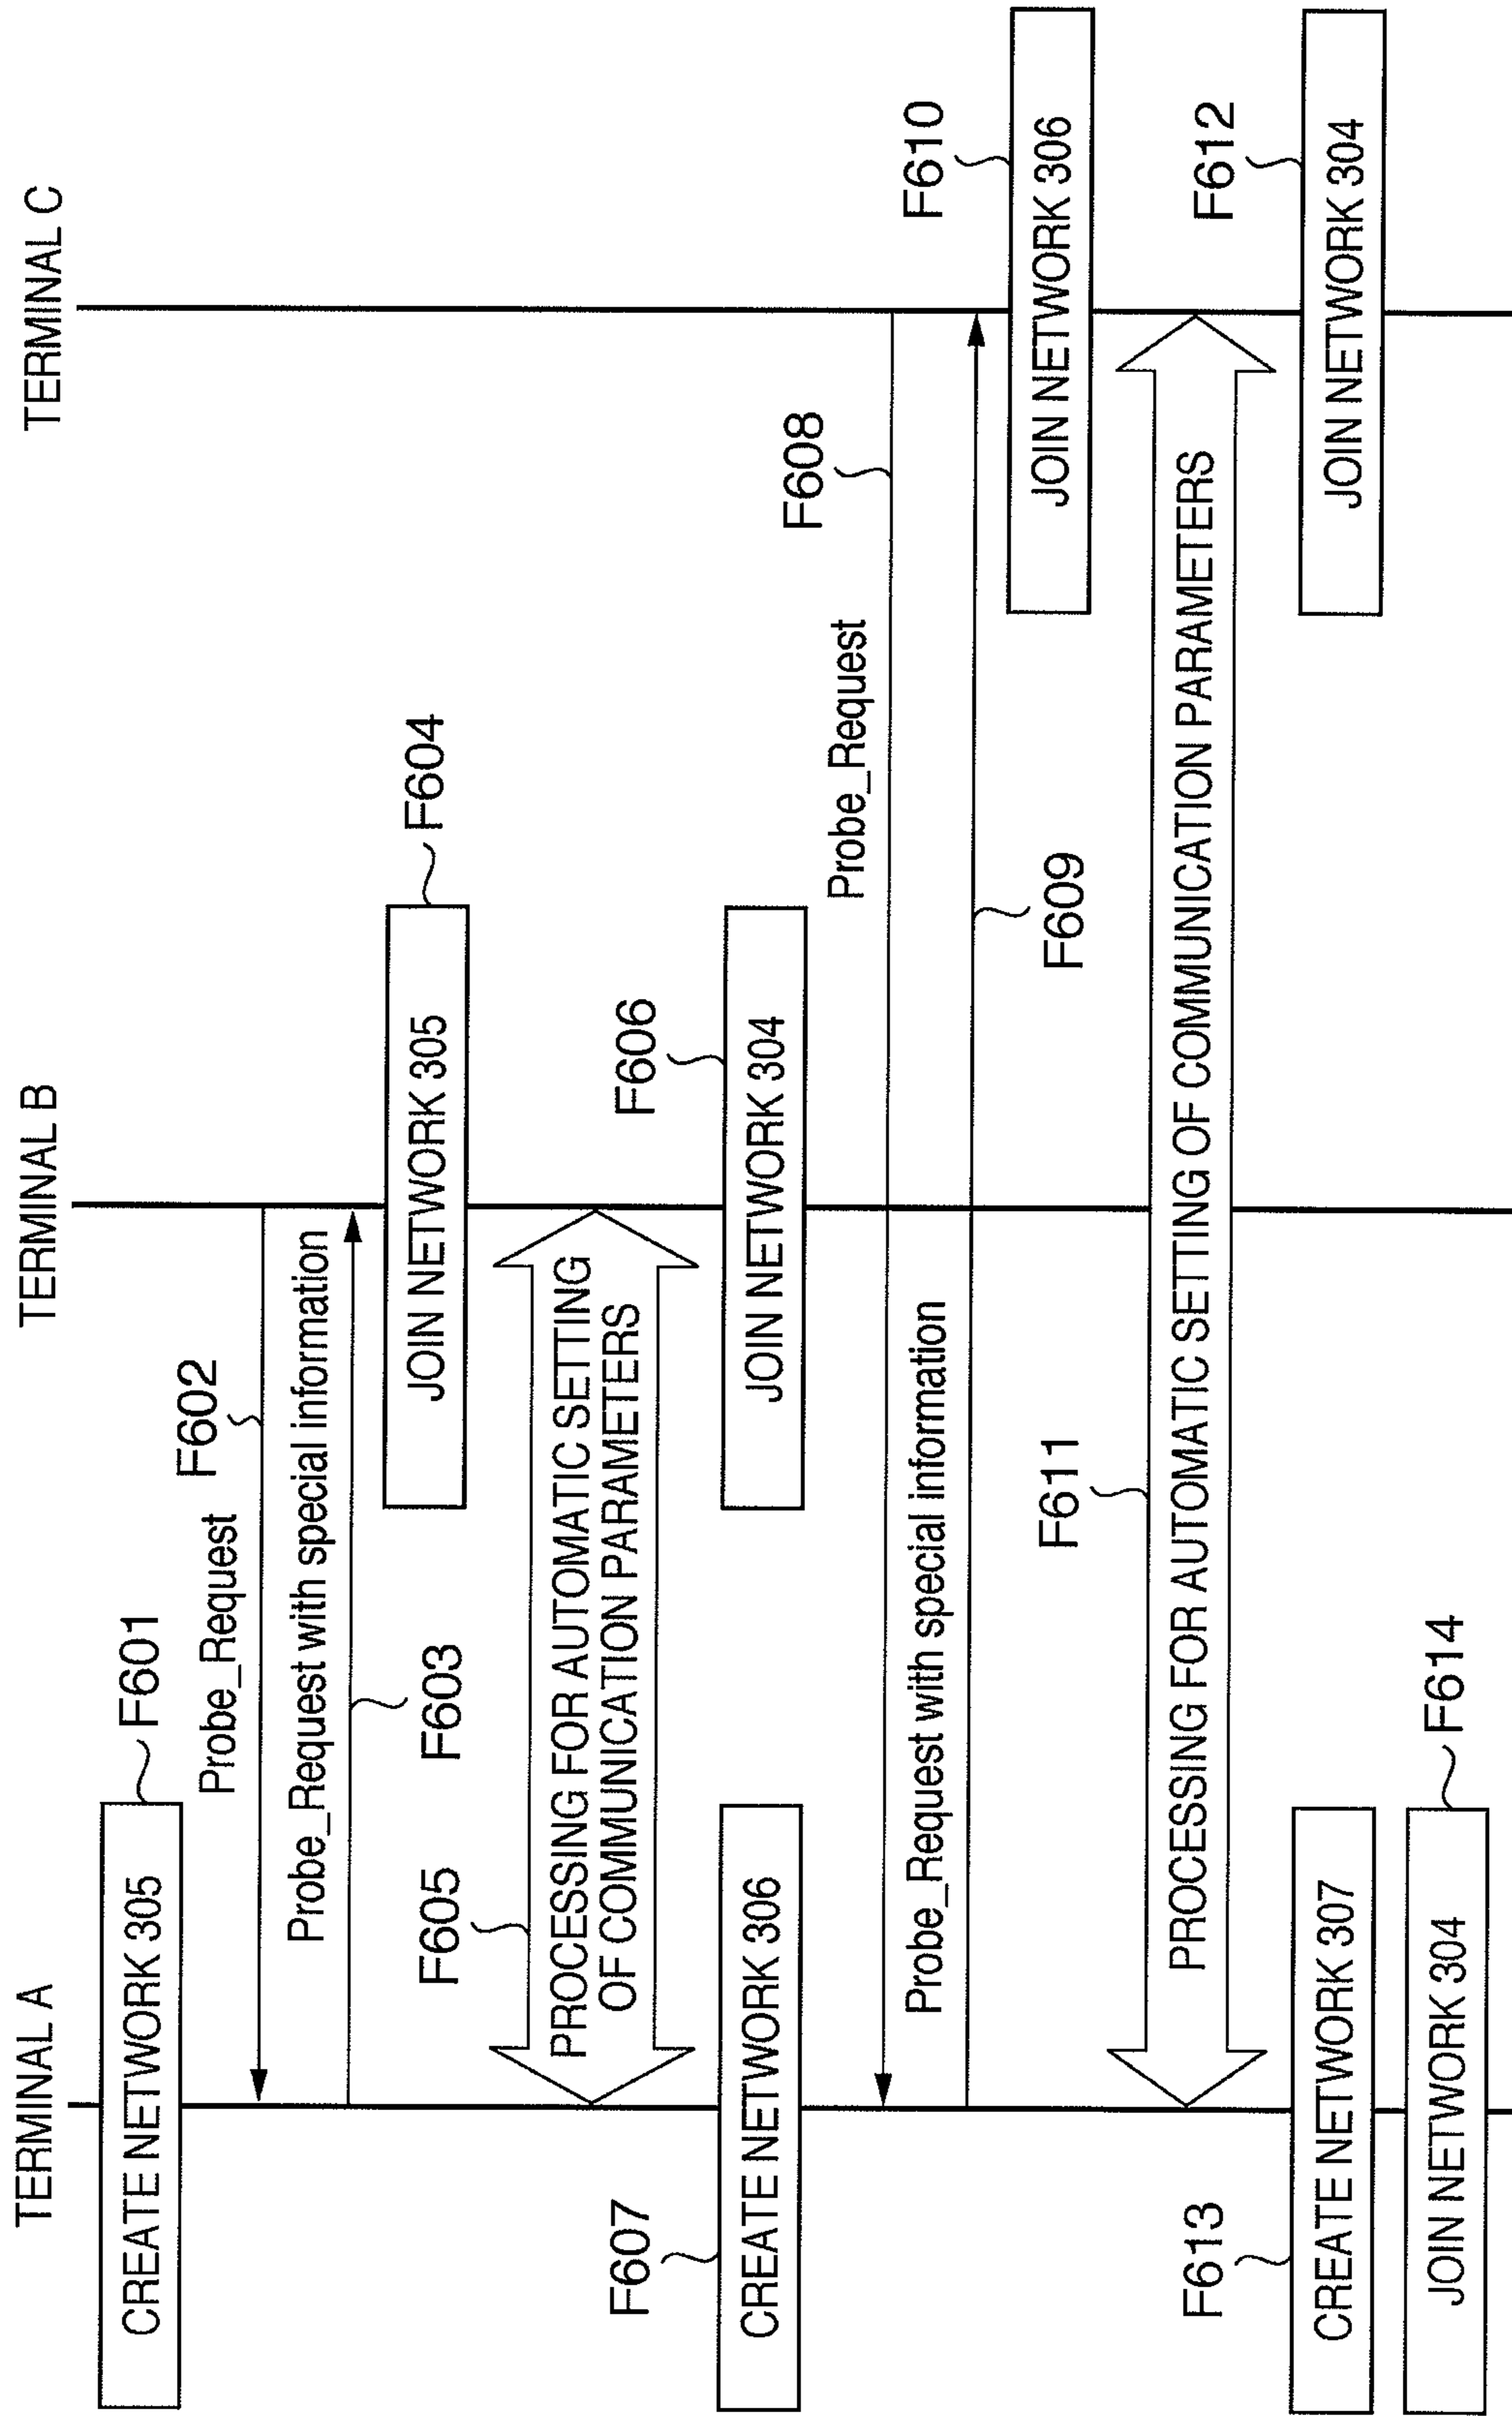 TERMINAL A
TERMINAL B
TERMINAL C
CREATE NETWORK 305
F601
Probe_Request
F602
Probe_Request with special information
F603
JOIN NETWORK 305
F604
F605
PROCESSING FOR AUTOMATIC SETTING
OF COMMUNICATION PARAMETERS
F606
JOIN NETWORK 304
F607
CREATE NETWORK 306
Probe_Request
F608
Probe_Request with special information
F609
F610
JOIN NETWORK 306
F611
PROCESSING FOR AUTOMATIC SETTING OF COMMUNICATION PARAMETERS
F612
JOIN NETWORK 304
F613
CREATE NETWORK 307
JOIN NETWORK 304
F614